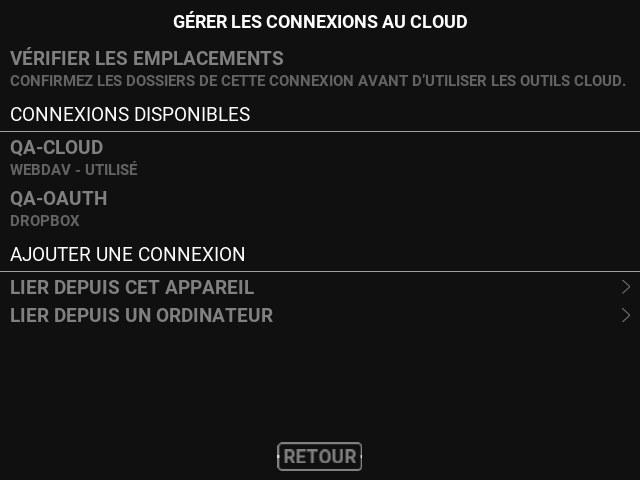 GÉRER LES CONNEXIONS AU CLOUD
VÉRIFIER LES EMPLACEMENTS
CONFIRMEZ LES DOSSIERS DE CETTE CONNEXION AVANT D'UTILISER LES OUTILS CLOUD.
CONNEXIONS DISPONIBLES
QA-CLOUD
WEBDAV - UTILISÉ
QA-OAUTH
DROPBOX
AJOUTER UNE CONNEXION
LIER DEPUIS CET APPAREIL
LIER DEPUIS UN ORDINATEUR
RETOUR